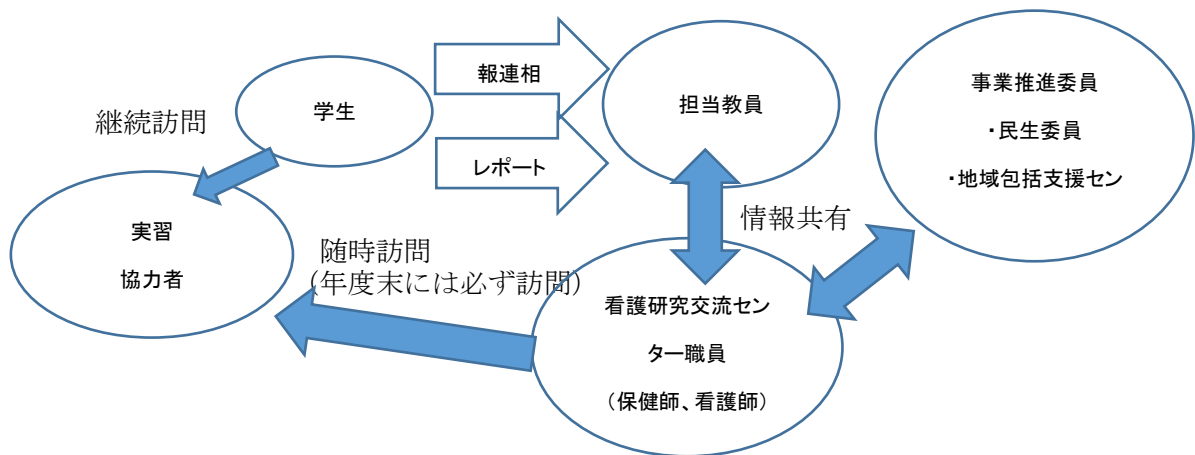 報連相
学生
担当教員
事業推進委員
・民生委員
・地域包括支援セン
継続訪問
レポート
情報共有
実習
協力者
随時訪問
（年度末には必ず訪問）
看護研究交流セン
ター職員
（保健師、看護師）